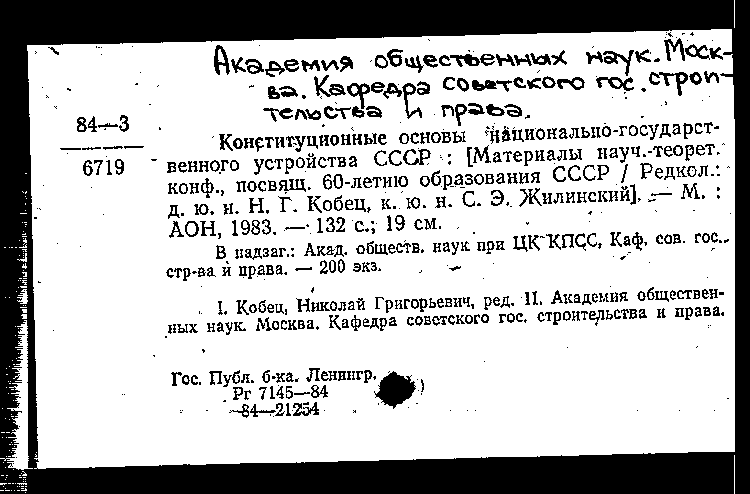 Академия общественных наук. Моск-
ва. Кафедра советского гос. строи-
тельства и права.
84—3
6719
Конституционные основы национально-государст-
венного устройства СССР : [Материалы науч.-теорет.
конф., посвящ. 60-летию образования СССР / Редкол.:
д. ю. н. Н. Г. Кобец, к. ю. н. С. Э. Жилинский]. — М. :
АОН, 1983. — 132 с.; 19 см.
В надзаг.: Акад. обществ. наук при ЦК КПСС, Каф. сов. гос.
стр-ва и права. — 200 экз.
I. Кобец, Николай Григорьевич, ред. II. Академия обществен-
ных наук. Москва. Кафедра советского гос. строительства и права.
Гос. Публ. б-ка. Ленингр.
Рг 7145—84
84—21254